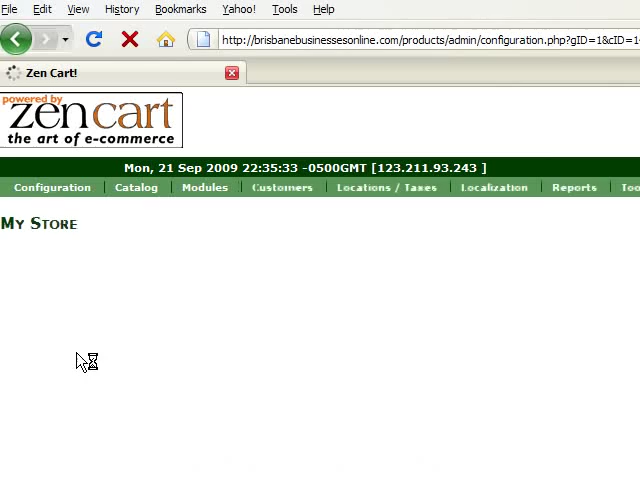 File Edit View History Bookmarks Yahoo! Tools Help
http://brisbanebusinessesonline.com/products/admin/configuration.php?gID=1&cID=1
Zen Cart!
powered by
zen cart
the art of e-commerce
Mon, 21 Sep 2009 22:35:33 -0500GMT [123.211.93.243 ]
Configuration Catalog Modules Customers Locations / Taxes Localization Reports Too
My Store